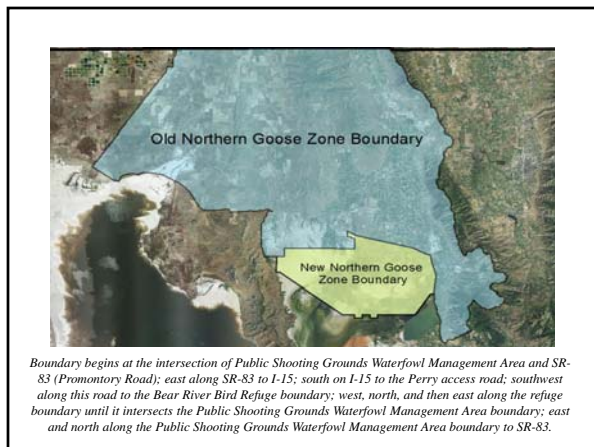 Old Northern Goose Zone Boundary
New Northern Goose
Zone Boundary
Boundary begins at the intersection of Public Shooting Grounds Waterfowl Management Area and SR-
83 (Promontory Road); east along SR-83 to I-15; south on I-15 to the Perry access road; southwest
along this road to the Bear River Bird Refuge boundary; west, north, and then east along the refuge
boundary until it intersects the Public Shooting Grounds Waterfowl Management Area boundary; east
and north along the Public Shooting Grounds Waterfowl Management Area boundary to SR-83.